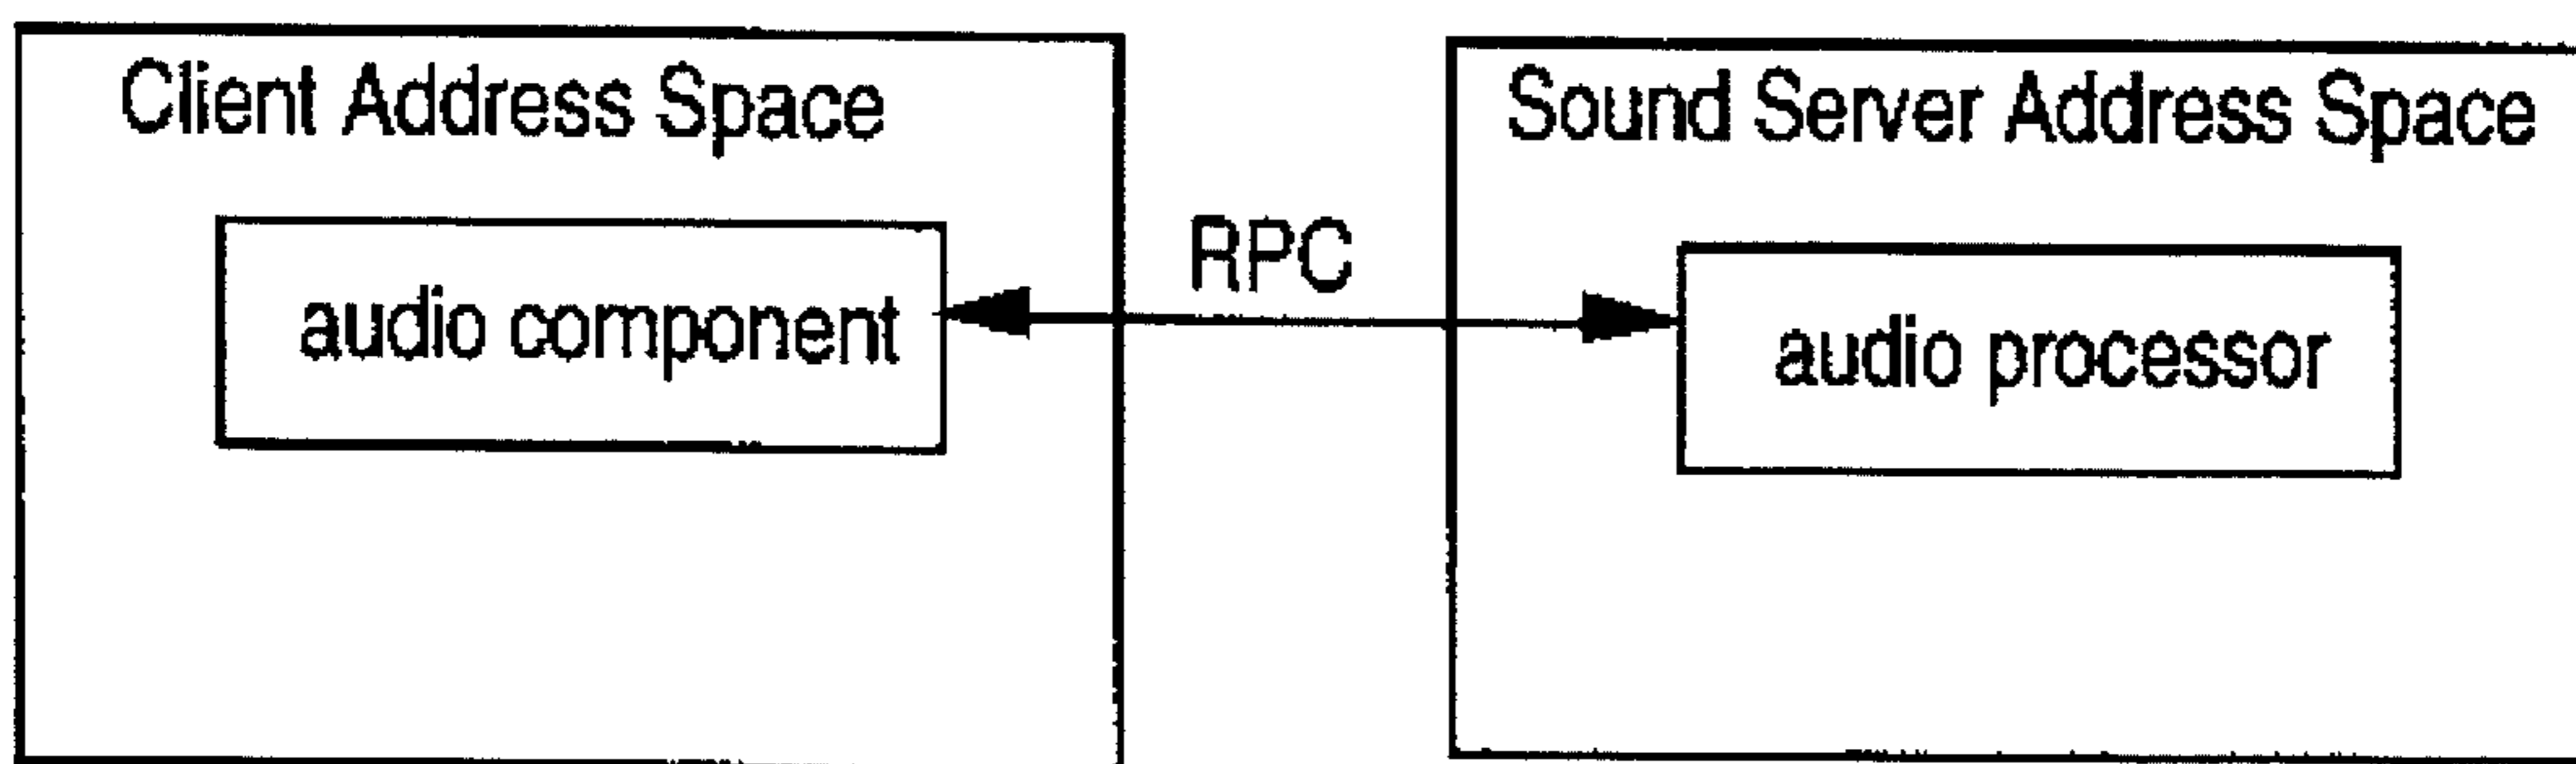 Client Address Space
Sound Server Address Space
RPC
audio component
audio processor